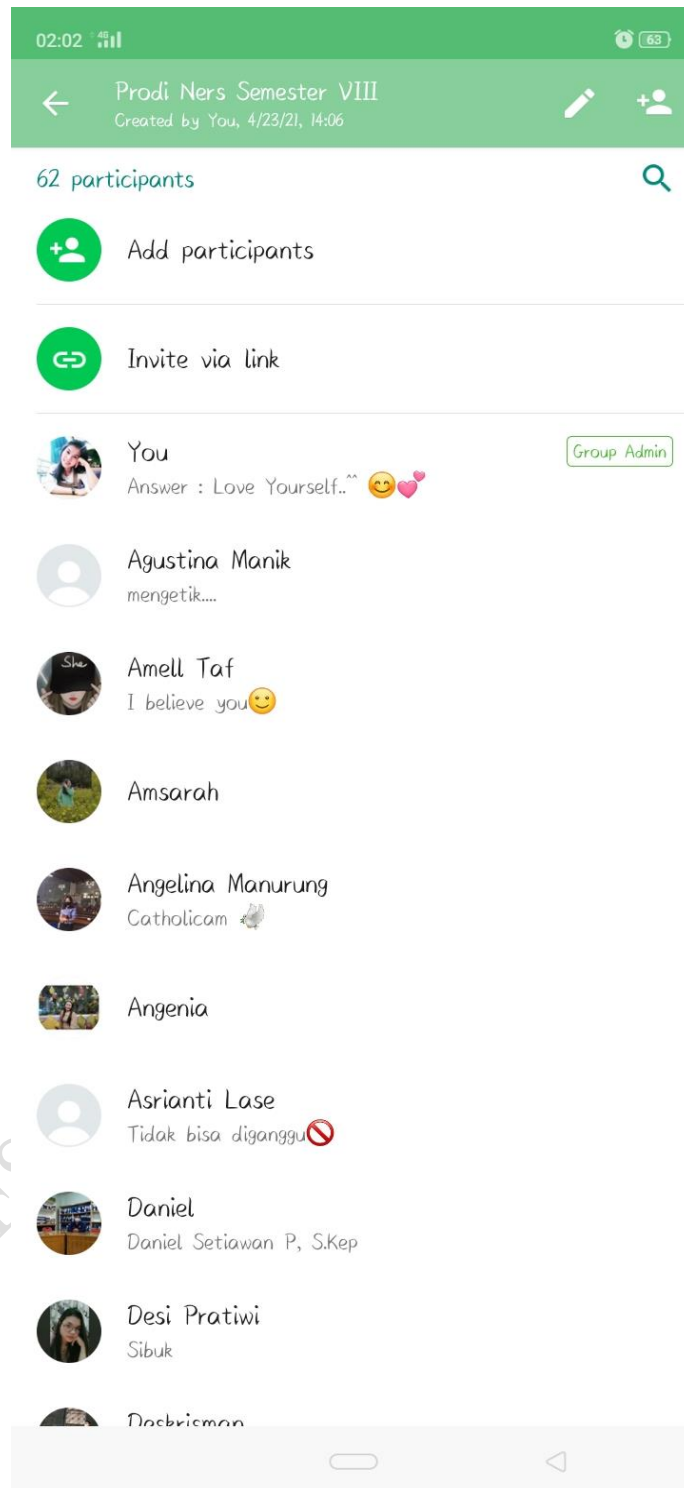 02:02 4G
63
Prodi Ners Semester VIII
Created by You, 4/23/21, 14:06
62 participants
Add participants
Invite via link
You
Group Admin
Answer : Love Yourself..^^ 😊💕
Agustina Manik
mengetik....
She
Amell Taf
I believe you🙂
Amsarah
Angelina Manurung
Catholicam 🕊
Angenia
Asrianti Lase
Tidak bisa diganggu🚫
Daniel
Daniel Setiawan P, S.Kep
Desi Pratiwi
Sibuk
Deskrisman